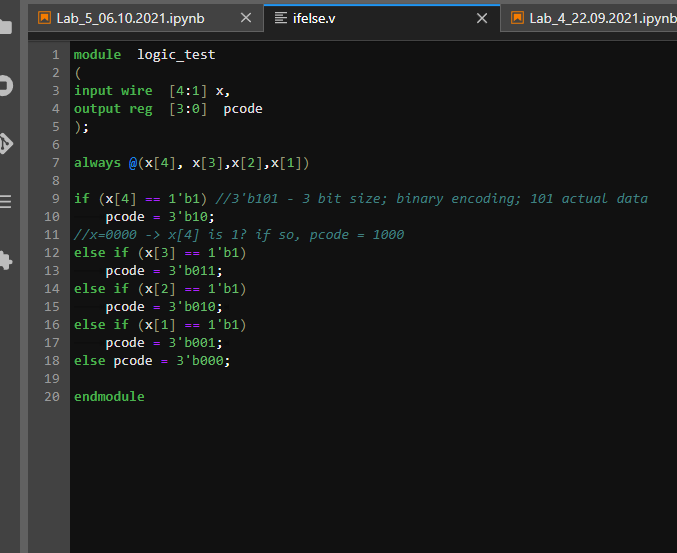 Lab_5_06.10.2021.ipynb ifelse.v Lab_4_22.09.2021.ipynb
1 module  logic_test
2 (
3 input wire  [4:1] x,
4 output reg  [3:0]  pcode
5 );
6
7 always @(x[4], x[3],x[2],x[1])
8
9 if (x[4] == 1'b1) //3'b101 - 3 bit size; binary encoding; 101 actual data
10     pcode = 3'b10;
11 //x=0000 -> x[4] is 1? if so, pcode = 1000
12 else if (x[3] == 1'b1)
13     pcode = 3'b011;
14 else if (x[2] == 1'b1)
15     pcode = 3'b010;
16 else if (x[1] == 1'b1)
17     pcode = 3'b001;
18 else pcode = 3'b000;
19
20 endmodule